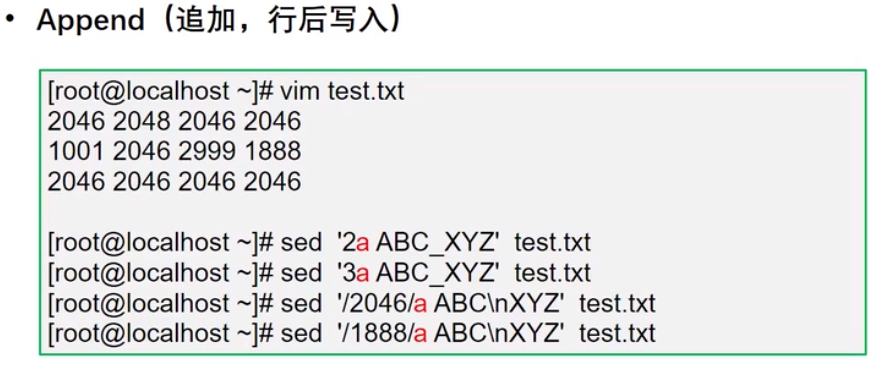 • Append（追加，行后写入）
[root@localhost ~]# vim test.txt
2046 2048 2046 2046
1001 2046 2999 1888
2046 2046 2046 2046
[root@localhost ~]# sed  '2a ABC_XYZ'  test.txt
[root@localhost ~]# sed  '3a ABC_XYZ'  test.txt
[root@localhost ~]# sed  '/2046/a ABC\nXYZ'  test.txt
[root@localhost ~]# sed  '/1888/a ABC\nXYZ'  test.txt